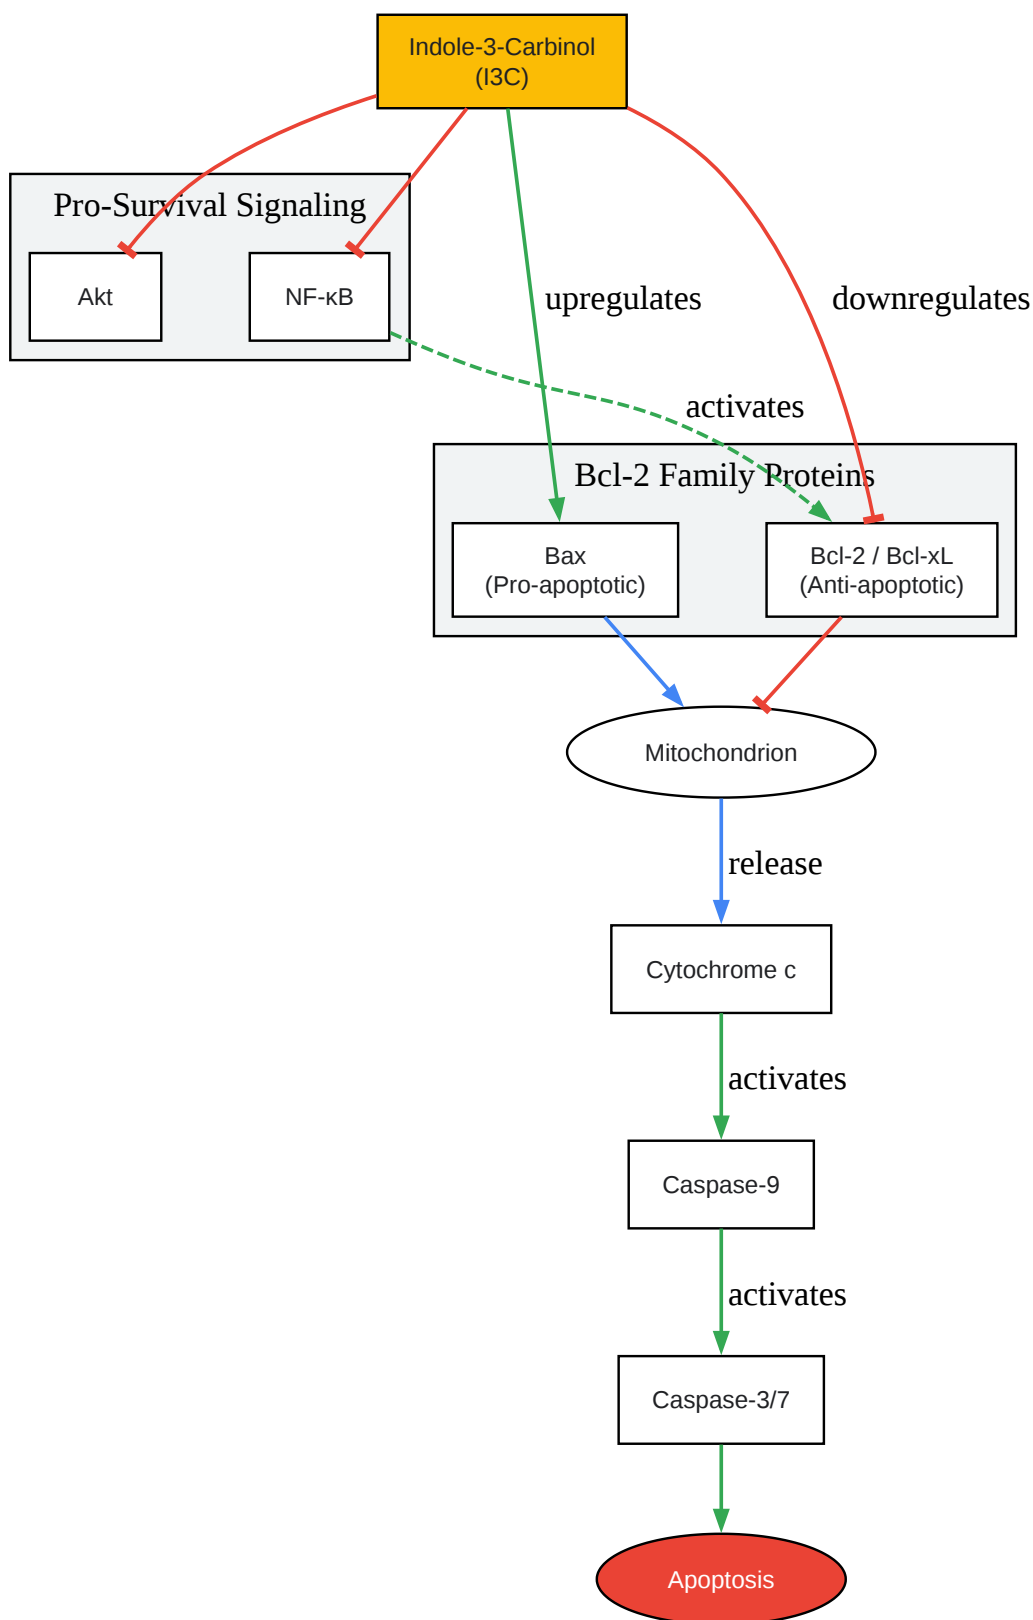 Indole-3-Carbinol
(I3C)
Pro-Survival Signaling
Akt
NF-κB
upregulates
downregulates
activates
Bcl-2 Family Proteins
Bax
(Pro-apoptotic)
Bcl-2 / Bcl-xL
(Anti-apoptotic)
Mitochondrion
release
Cytochrome c
activates
Caspase-9
activates
Caspase-3/7
Apoptosis